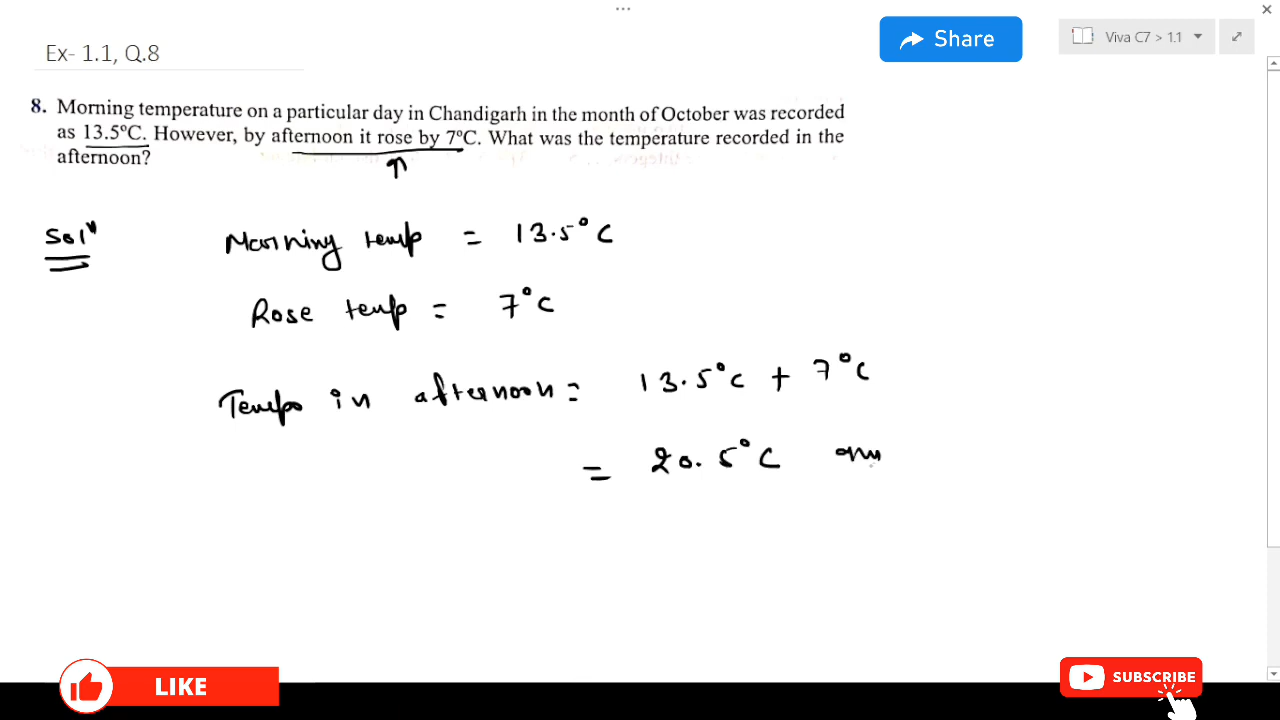 ...
Ex- 1.1, Q.8
Share
Viva C7 > 1.1
8. Morning temperature on a particular day in Chandigarh in the month of October was recorded
as 13.5°C. However, by afternoon it rose by 7°C. What was the temperature recorded in the
afternoon?
Solⁿ
Morning temp = 13.5°C
Rose temp = 7°C
Temp in afternoon = 13.5°C + 7°C
= 20.5°C
LIKE
SUBSCRIBE